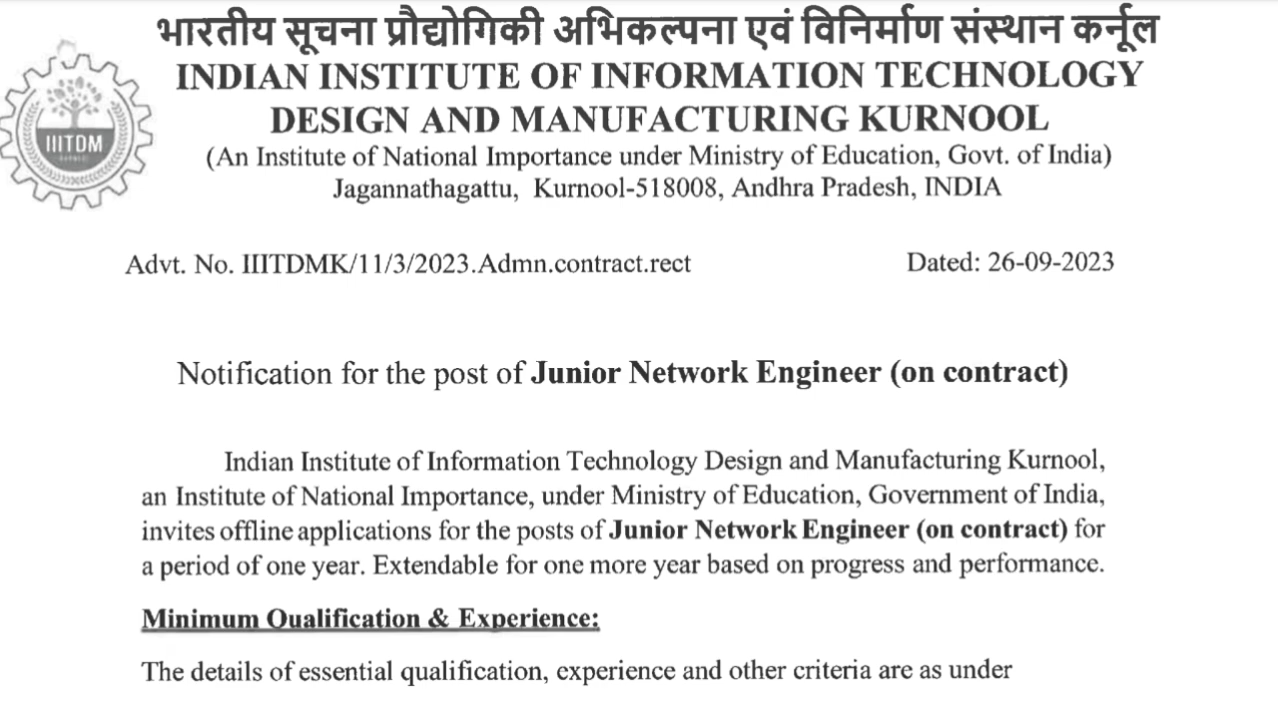 भारतीय सूचना प्रौद्योगिकी अभिकल्पना एवं विनिर्माण संस्थान कर्नूल
INDIAN INSTITUTE OF INFORMATION TECHNOLOGY
DESIGN AND MANUFACTURING KURNOOL
(An Institute of National Importance under Ministry of Education, Govt. of India)
Jagannathagattu, Kurnool-518008, Andhra Pradesh, INDIA
IIITDM
Advt. No. IIITDMK/11/3/2023.Admn.contract.rect
Dated: 26-09-2023
Notification for the post of Junior Network Engineer (on contract)
Indian Institute of Information Technology Design and Manufacturing Kurnool,
an Institute of National Importance, under Ministry of Education, Government of India,
invites offline applications for the posts of Junior Network Engineer (on contract) for
a period of one year. Extendable for one more year based on progress and performance.
Minimum Qualification & Experience:
The details of essential qualification, experience and other criteria are as under